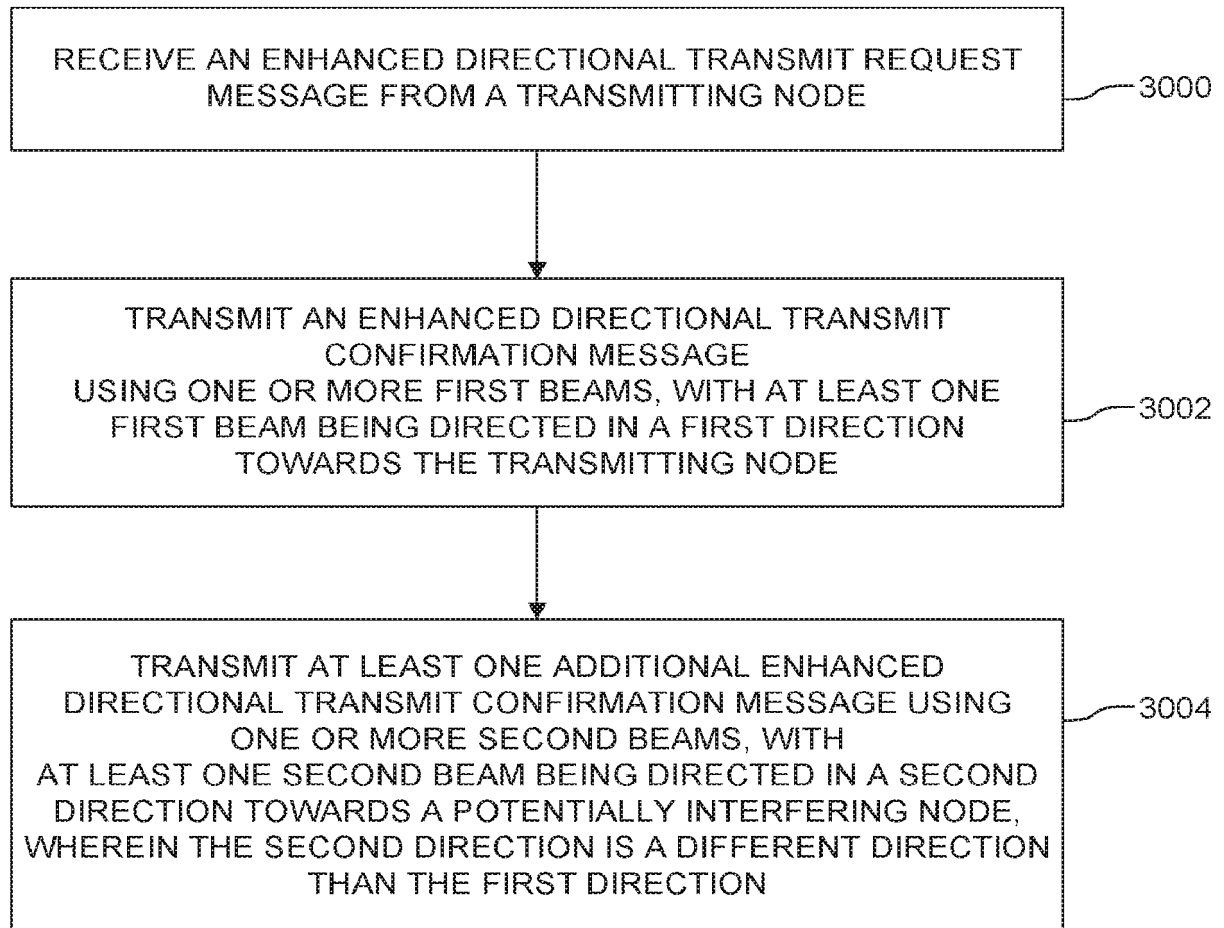 RECEIVE AN ENHANCED DIRECTIONAL TRANSMIT REQUEST
MESSAGE FROM A TRANSMITTING NODE
3000
TRANSMIT AN ENHANCED DIRECTIONAL TRANSMIT
CONFIRMATION MESSAGE
USING ONE OR MORE FIRST BEAMS, WITH AT LEAST ONE
FIRST BEAM BEING DIRECTED IN A FIRST DIRECTION
TOWARDS THE TRANSMITTING NODE
3002
TRANSMIT AT LEAST ONE ADDITIONAL ENHANCED
DIRECTIONAL TRANSMIT CONFIRMATION MESSAGE USING
ONE OR MORE SECOND BEAMS, WITH
AT LEAST ONE SECOND BEAM BEING DIRECTED IN A SECOND
DIRECTION TOWARDS A POTENTIALLY INTERFERING NODE,
WHEREIN THE SECOND DIRECTION IS A DIFFERENT DIRECTION
THAN THE FIRST DIRECTION
3004